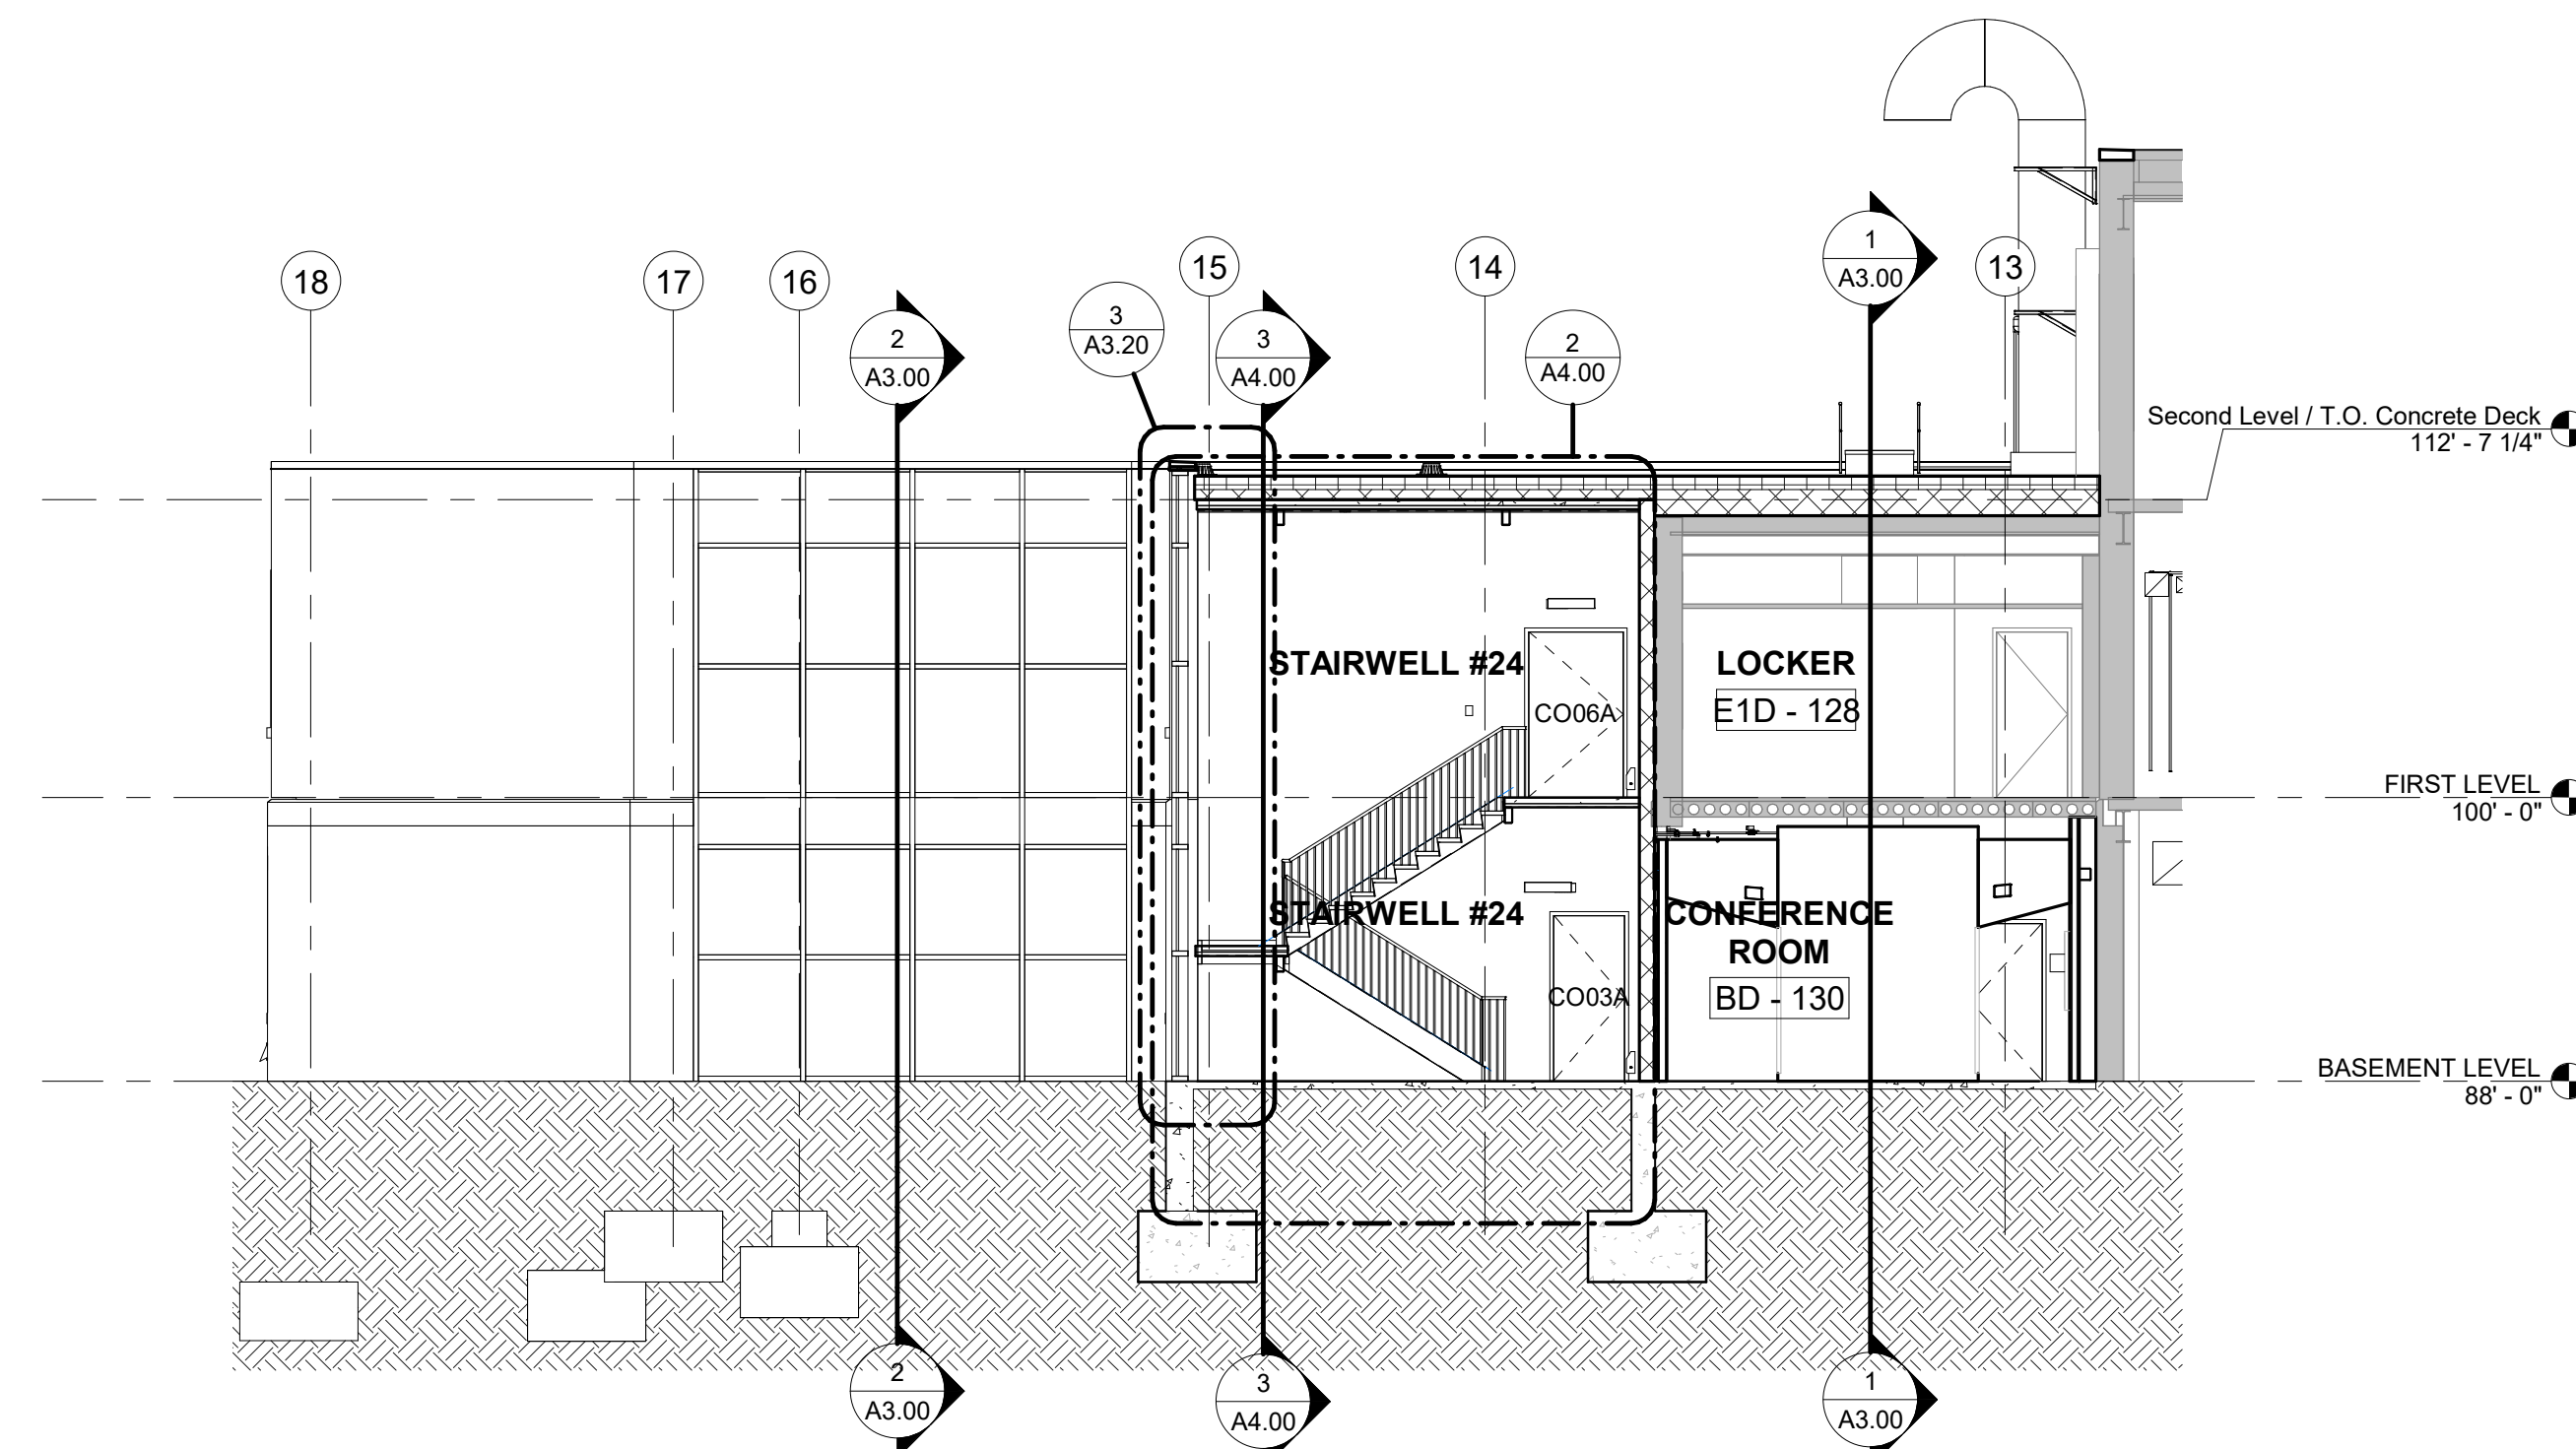 18
17
16
15
14
13
2
A3.00
3
A3.20
3
A4.00
2
A4.00
1
A3.00
Second Level / T.O. Concrete Deck
112' - 7 1/4"
STAIRWELL #24
CO06A
LOCKER
E1D - 128
FIRST LEVEL
100' - 0"
STAIRWELL #24
CO03A
CONFERENCE
ROOM
BD - 130
BASEMENT LEVEL
88' - 0"
2
A3.00
3
A4.00
1
A3.00